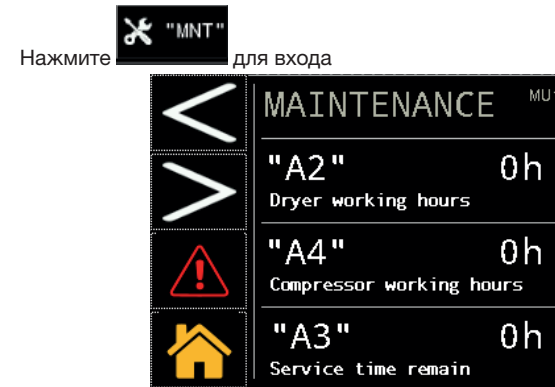 "MNT"
Нажмите для входа
MAINTENANCE MU1
"A2" 0h
Dryer working hours
"A4" 0h
Compressor working hours
"A3" 0h
Service time remain